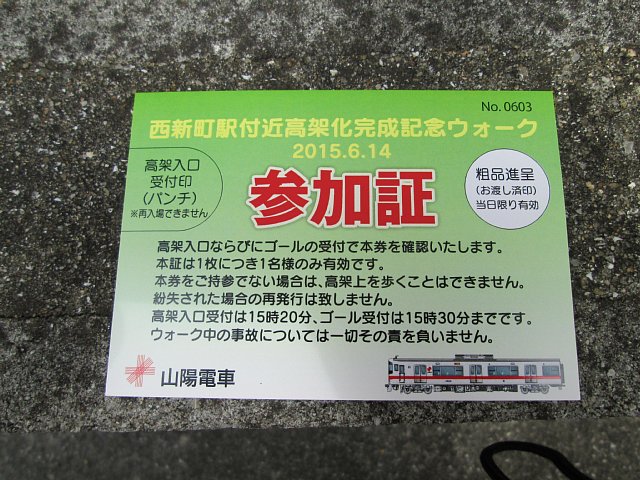 No. 0603
西新町駅付近高架化完成記念ウォーク
2015.6.14
高架入口
受付印
(パンチ)
※再入場できません
参加証
粗品進呈
(お渡し済印)
当日限り有効
高架入口ならびにゴールの受付で本券を確認いたします。
本証は1枚につき1名様のみ有効です。
本券をご持参でない場合は、高架上を歩くことはできません。
紛失された場合の再発行は致しません。
高架入口受付は15時20分、ゴール受付は15時30分までです。
ウォーク中の事故については一切その責を負いません。
山陽電車